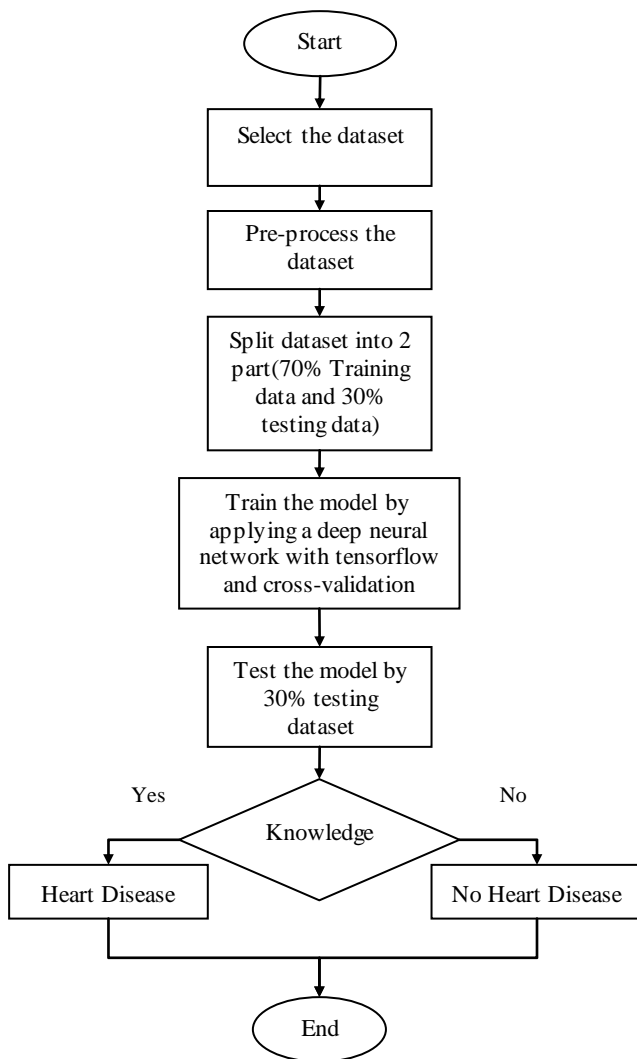 Start
Select the dataset
Pre-process the
dataset
Split dataset into 2
part(70% Training
data and 30%
testing data)
Train the model by
applying a deep neural
network with tensorflow
and cross-validation
Test the model by
30% testing
dataset
Yes
No
Knowledge
Heart Disease
No Heart Disease
End